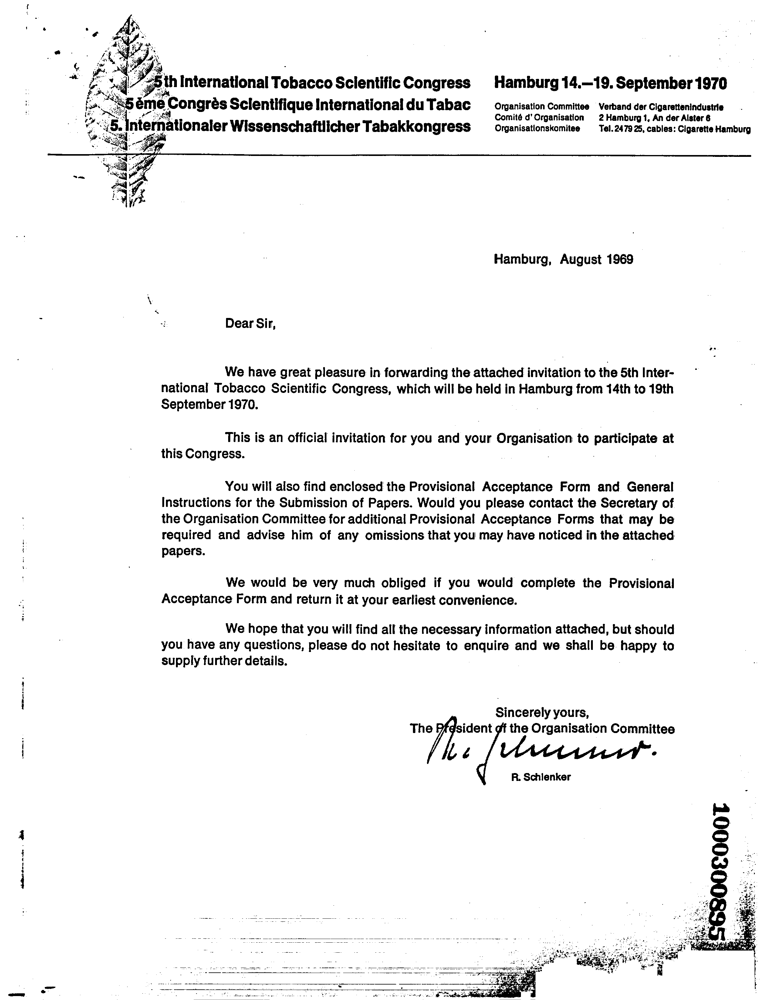 5th International Tobacco Scientific Congress
5ème Congrès Scientifique International du Tabac
5. Internationaler Wissenschaftlicher Tabakkongress
Hamburg 14.–19. September 1970
Organisation Committee Verband der Cigarettenindustrie
Comité d'Organisation 2 Hamburg 1, An der Alster 6
Organisationskomitee Tel. 2479 25, cables: Cigarette Hamburg
Hamburg, August 1969
Dear Sir,
We have great pleasure in forwarding the attached invitation to the 5th Inter-
national Tobacco Scientific Congress, which will be held in Hamburg from 14th to 19th
September 1970.
This is an official invitation for you and your Organisation to participate at
this Congress.
You will also find enclosed the Provisional Acceptance Form and General
Instructions for the Submission of Papers. Would you please contact the Secretary of
the Organisation Committee for additional Provisional Acceptance Forms that may be
required and advise him of any omissions that you may have noticed in the attached
papers.
We would be very much obliged if you would complete the Provisional
Acceptance Form and return it at your earliest convenience.
We hope that you will find all the necessary information attached, but should
you have any questions, please do not hesitate to enquire and we shall be happy to
supply further details.
Sincerely yours,
The President of the Organisation Committee
R. Schlenker
1000300895